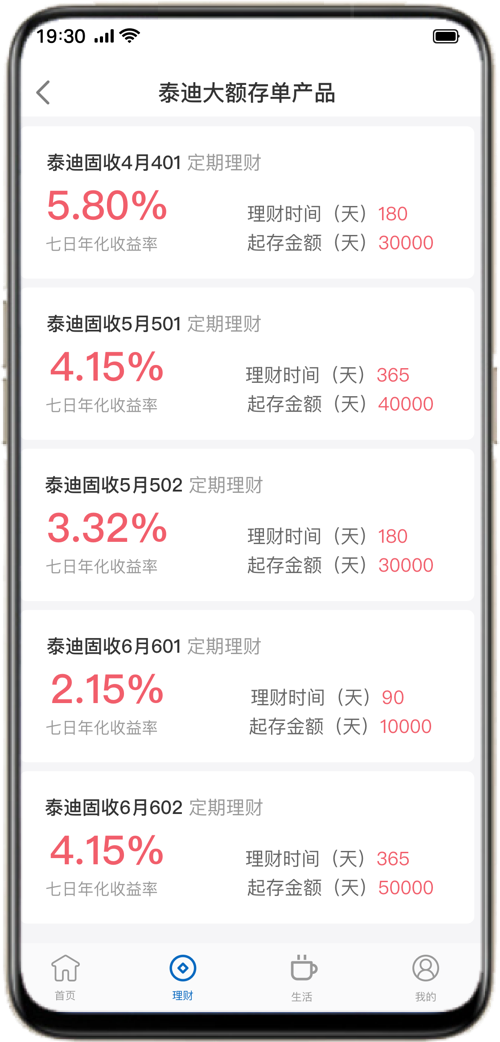 19:30
泰迪大额存单产品
泰迪固收4月401 定期理财
5.80%
理财时间（天）180
七日年化收益率
起存金额（天）30000
泰迪固收5月501 定期理财
4.15%
理财时间（天）365
七日年化收益率
起存金额（天）40000
泰迪固收5月502 定期理财
3.32%
理财时间（天）180
七日年化收益率
起存金额（天）30000
泰迪固收6月601 定期理财
2.15%
理财时间（天）90
七日年化收益率
起存金额（天）10000
泰迪固收6月602 定期理财
4.15%
理财时间（天）365
七日年化收益率
起存金额（天）50000
首页 理财 生活 我的